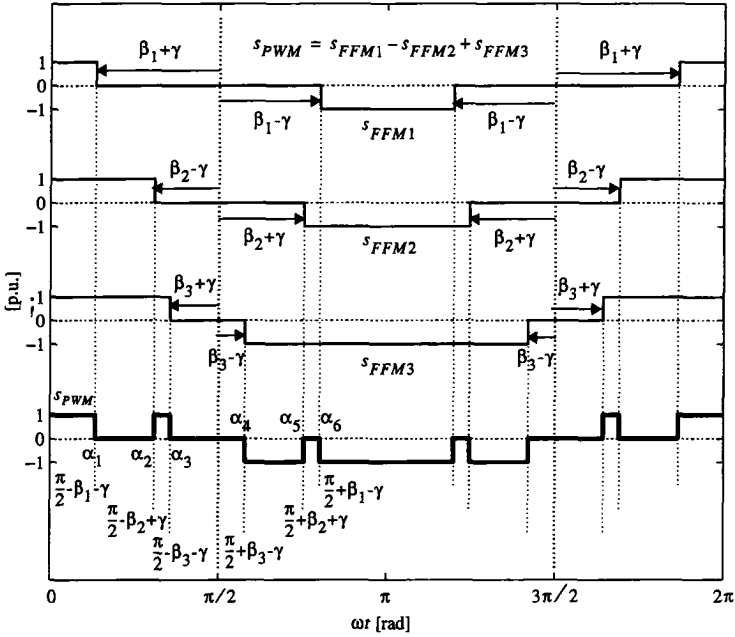 β₁+γ
s_PWM = s_FFM1 − s_FFM2 + s_FFM3
β₁+γ
1
0
−1
β₁-γ
s_FFM1
β₁-γ
β₂-γ
β₂-γ
1
0
−1
β₂+γ
s_FFM2
β₂+γ
[p.u.]
β₃+γ
β₃+γ
1
0
−1
β₃-γ
s_FFM3
β₃-γ
s_PWM
1
0
−1
α₁
α₂
α₃
α₄
α₅
α₆
π/2-β₁-γ
π/2-β₂+γ
π/2-β₃-γ
π/2+β₃-γ
π/2+β₂+γ
π/2+β₁-γ
0
π/2
π
3π/2
2π
ωt [rad]